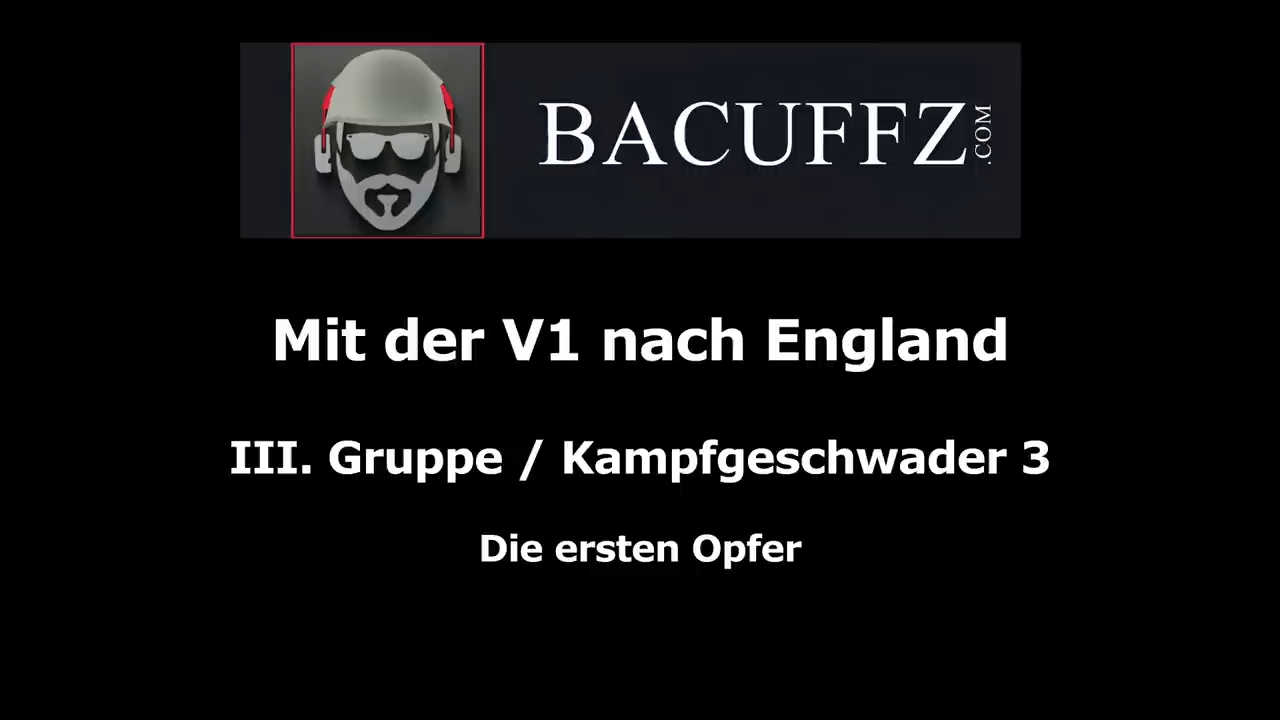 BACUFFZ.COM
Mit der V1 nach England
III. Gruppe / Kampfgeschwader 3
Die ersten Opfer